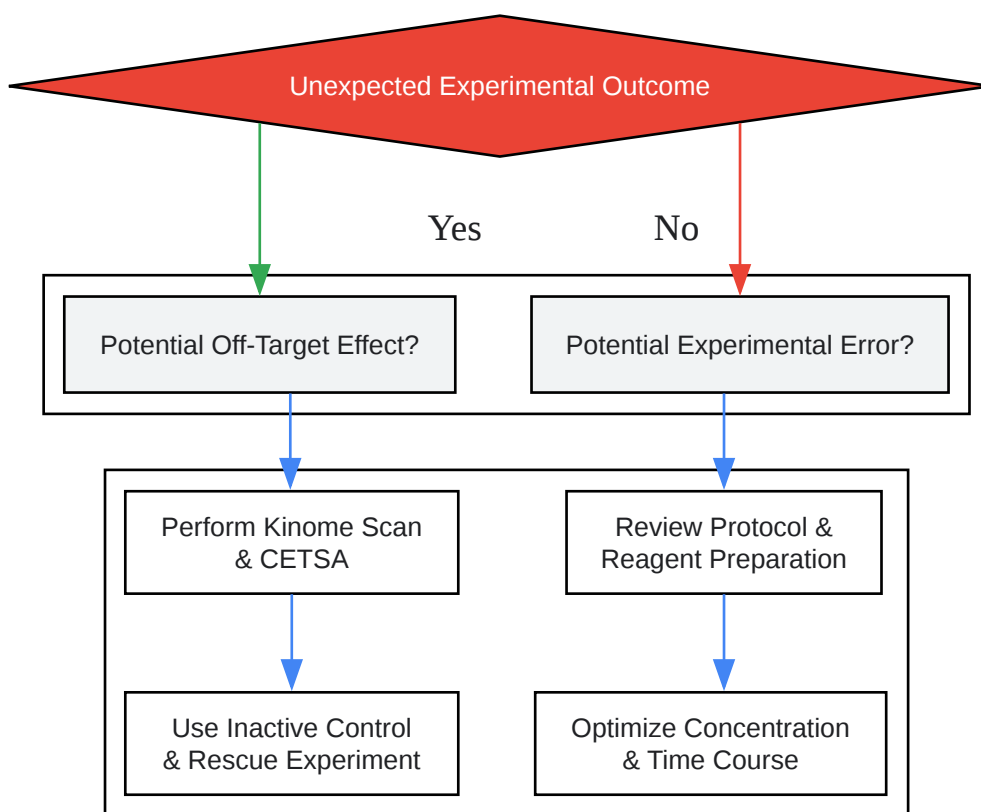 Unexpected Experimental Outcome
Yes
No
Potential Off-Target Effect?
Potential Experimental Error?
Perform Kinome Scan
& CETSA
Review Protocol &
Reagent Preparation
Use Inactive Control
& Rescue Experiment
Optimize Concentration
& Time Course